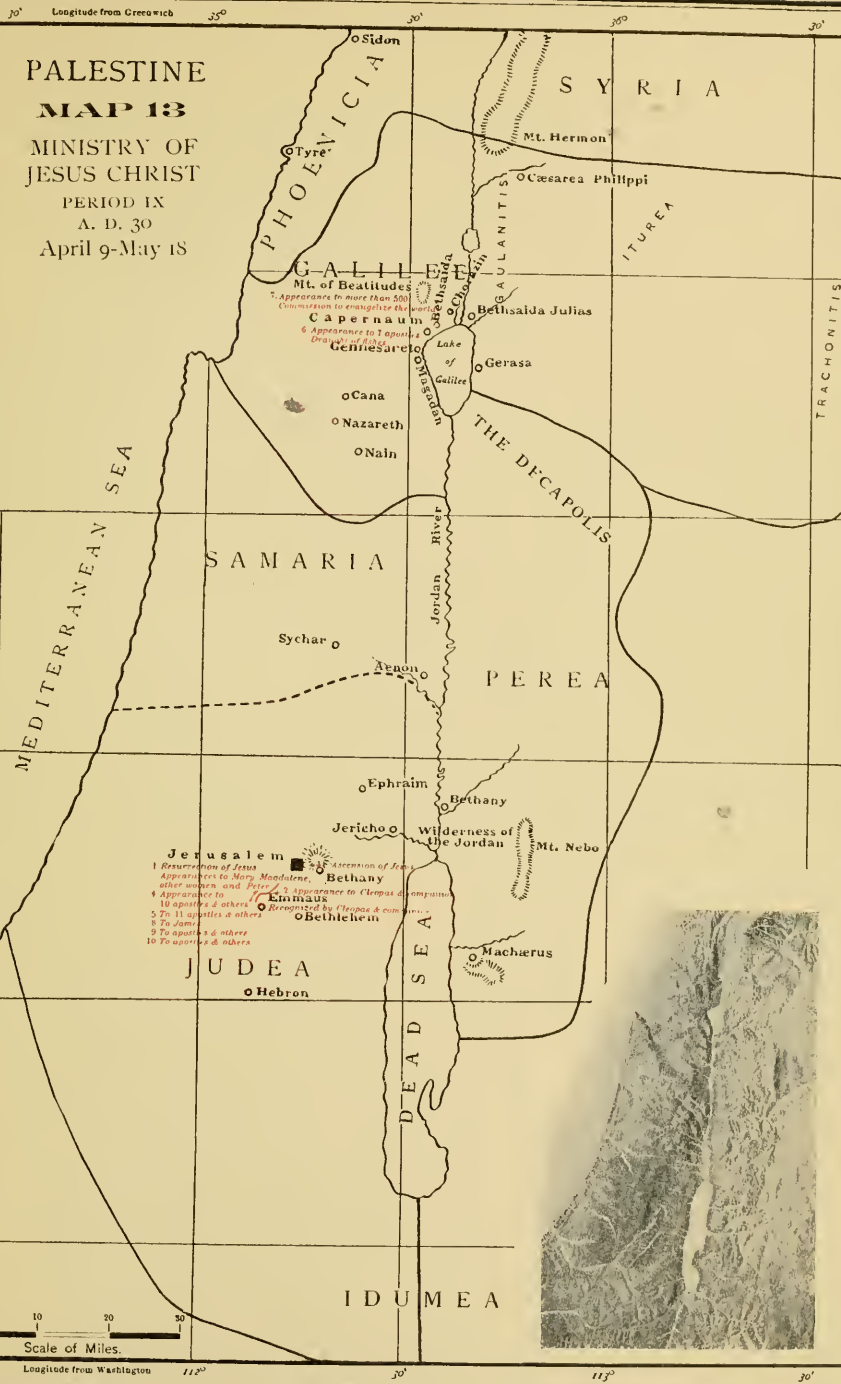 30' Longitude from Greenwich 35° 30' 36° 30'
PALESTINE
MAP 13
MINISTRY OF
JESUS CHRIST
PERIOD IX
A. D. 30
April 9-May 18
Sidon
PHOEVICIA
SYRIA
Mt. Hermon
Tyre
Cæsarea Philippi
GAULANITIS
ITUREA
TRACHONITIS
GALILEE
Mt. of Beatitudes
7. Appearance to more than 500
Commission to evangelize the world
Bethsaida
Chorazin
Bethsaida Julias
Capernaum
6 Appearance to 7 apostles
Draught of fishes
Gennesaret
Lake
of
Galilee
Gerasa
Magadan
Cana
Nazareth
Nain
THE DECAPOLIS
MEDITERRANEAN SEA
SAMARIA
Jordan River
Sychar
Aenon
PEREA
Ephraim
Bethany
Jericho
Wilderness of
the Jordan
Mt. Nebo
Jerusalem
1 Resurrection of Jesus
Appearances to Mary Magdalene,
other women and Peter
4 Appearance to
10 apostles & others
5 To 11 apostles & others
8 To James
9 To apostles & others
10 To apostles & others
Ascension of Jesus
Bethany
2 Appearance to Cleopas & companion
Emmaus
Recognized by Cleopas & companion
Bethlehem
JUDEA
Hebron
DEAD SEA
Machærus
IDUMEA
10 20 30
Scale of Miles.
Longitude from Washington 112° 30' 113° 30'